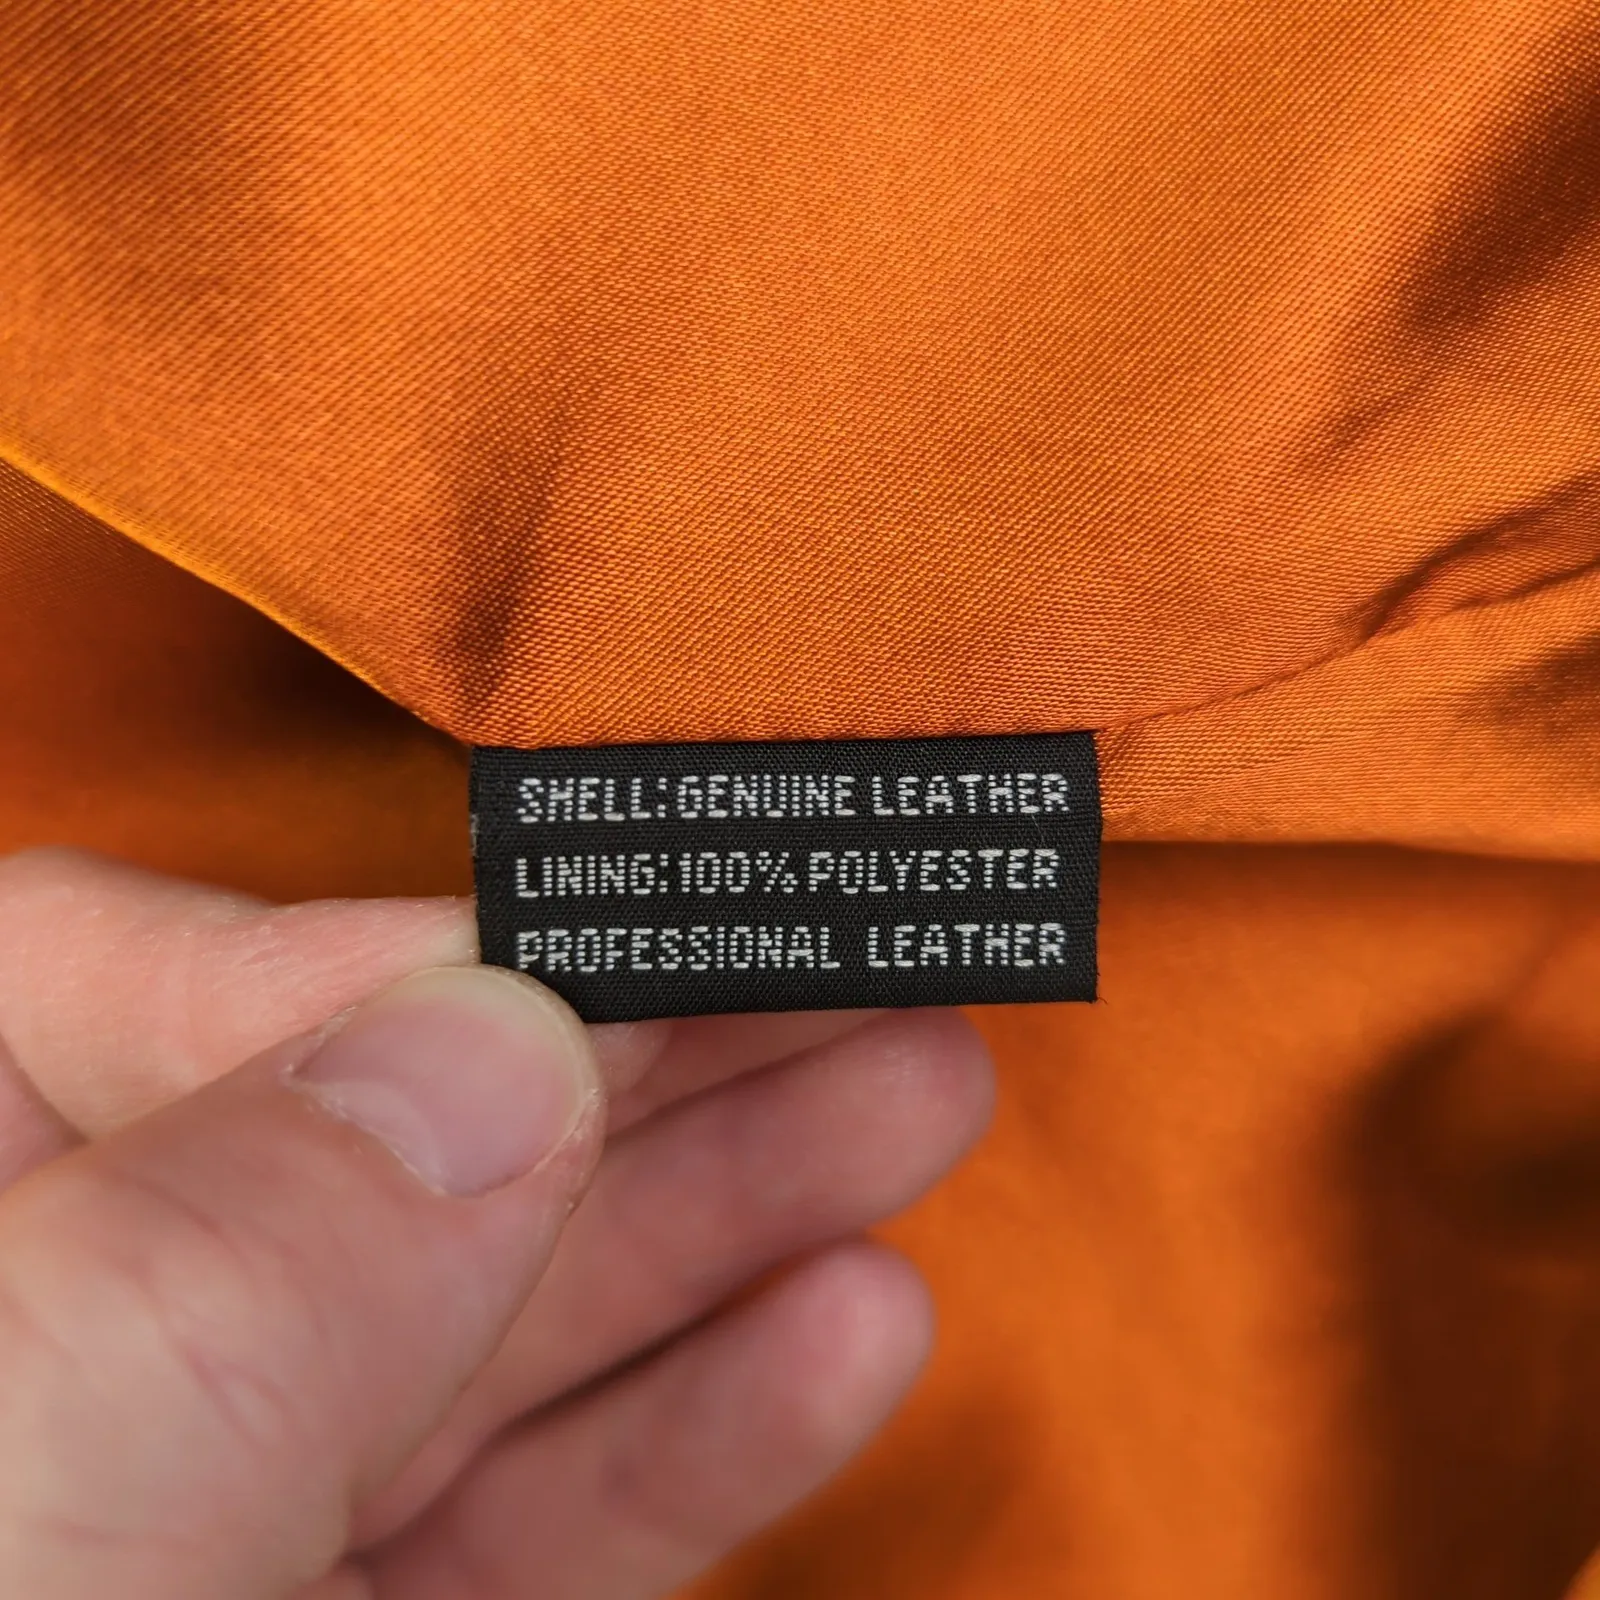 SHELL:GENUINE LEATHER
LINING:100% POLYESTER
PROFESSIONAL LEATHER